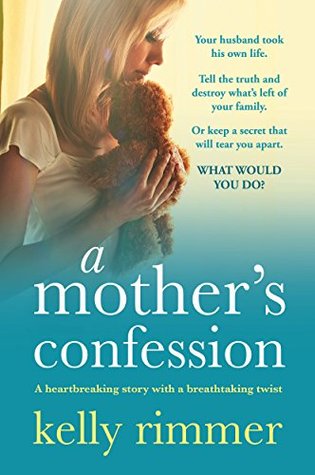 Your husband took
his own life.
Tell the truth and
destroy what's left of
your family.
Or keep a secret that
will tear you apart.
WHAT WOULD
YOU DO?
a
mother's
confession
A heartbreaking story with a breathtaking twist
kelly rimmer